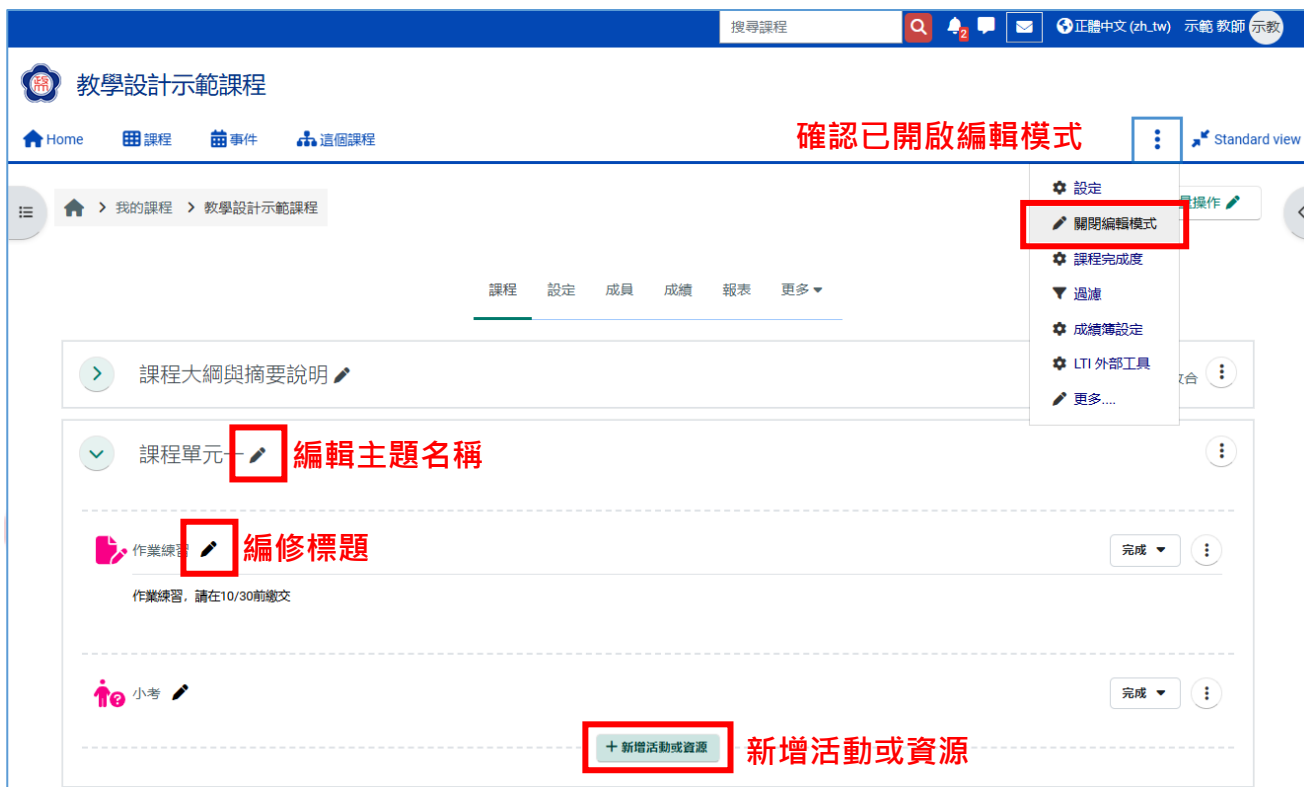 搜尋課程
2
正體中文 (zh_tw)
示範 教師
示教
教學設計示範課程
Home
課程
事件
這個課程
確認已開啟編輯模式
Standard view
我的課程
教學設計示範課程
設定
操作
關閉編輯模式
課程完成度
過濾
成績簿設定
LTI 外部工具
更多....
課程
設定
成員
成績
報表
更多
課程大綱與摘要說明
合
課程單元一
編輯主題名稱
作業練習
編修標題
完成
作業練習，請在10/30前繳交
小考
完成
+ 新增活動或資源
新增活動或資源